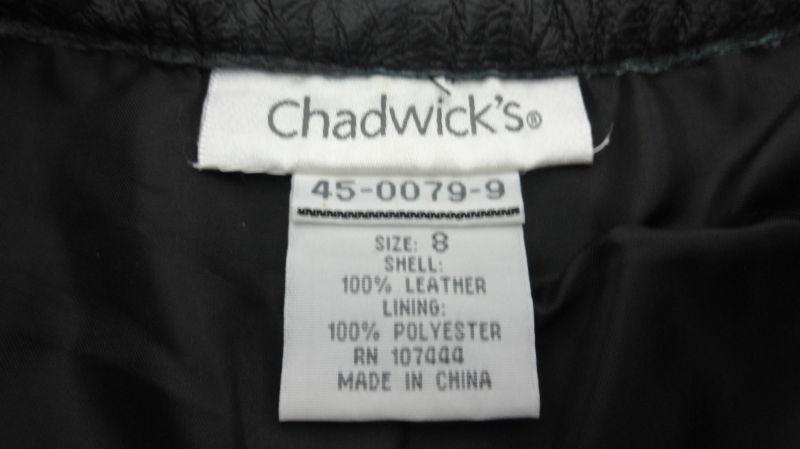 Chadwick's®
45-0079-9
SIZE: 8
SHELL:
100% LEATHER
LINING:
100% POLYESTER
RN 107444
MADE IN CHINA